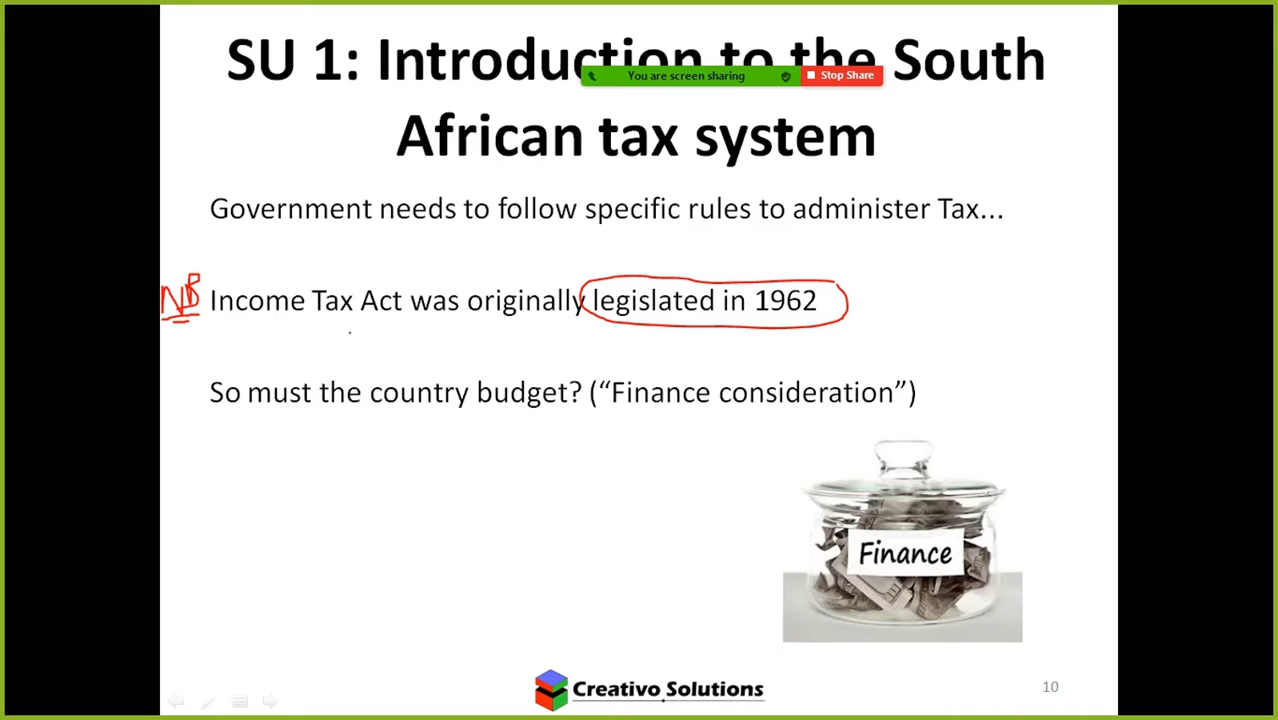 SU 1: Introduction to the South
You are screen sharing
Stop Share
African tax system
Government needs to follow specific rules to administer Tax...
NB
Income Tax Act was originally legislated in 1962
So must the country budget? (“Finance consideration”)
Finance
Creativo Solutions
10